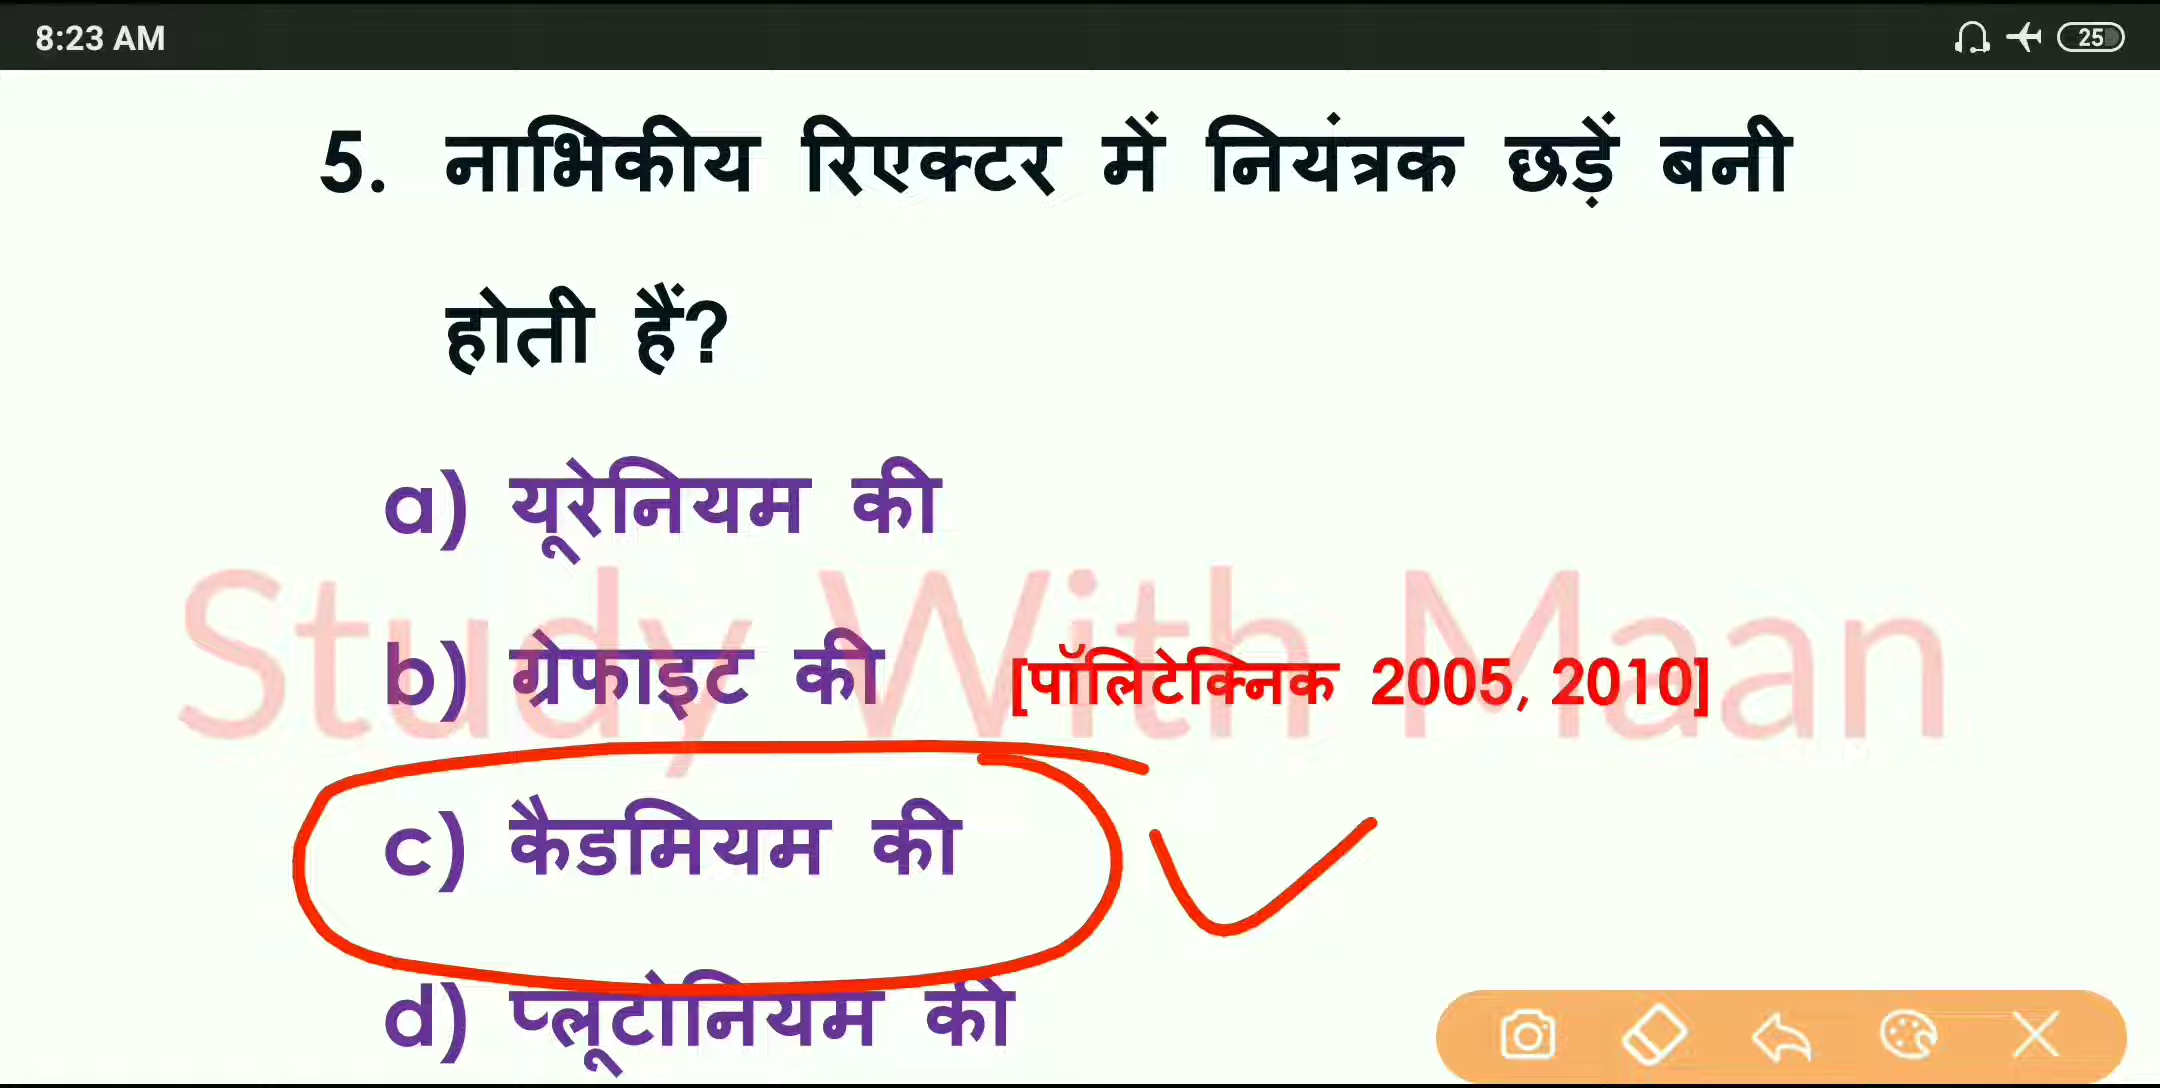 8:23 AM
25
5. नाभिकीय रिएक्टर में नियंत्रक छड़ें बनी
होती हैं?
a) यूरेनियम की
Study With Maan
b) ग्रेफाइट की [पॉलिटेक्निक 2005, 2010]
c) कैडमियम की
d) प्लूटोनियम की